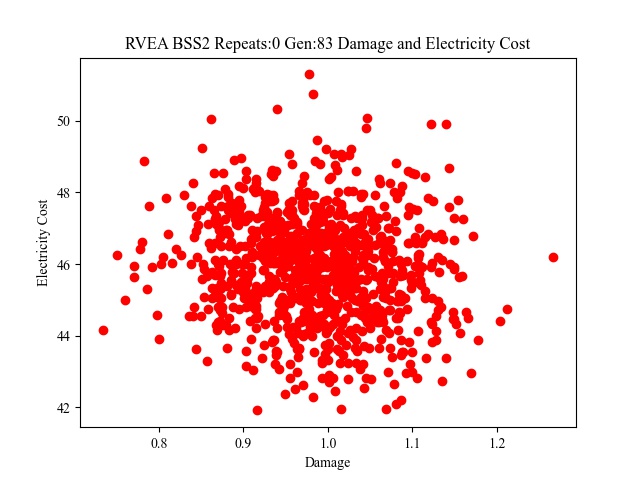 RVEA BSS2 Repeats:0 Gen:83 Damage and Electricity Cost
Electricity Cost
50
48
46
44
42
0.8 0.9 1.0 1.1 1.2
Damage